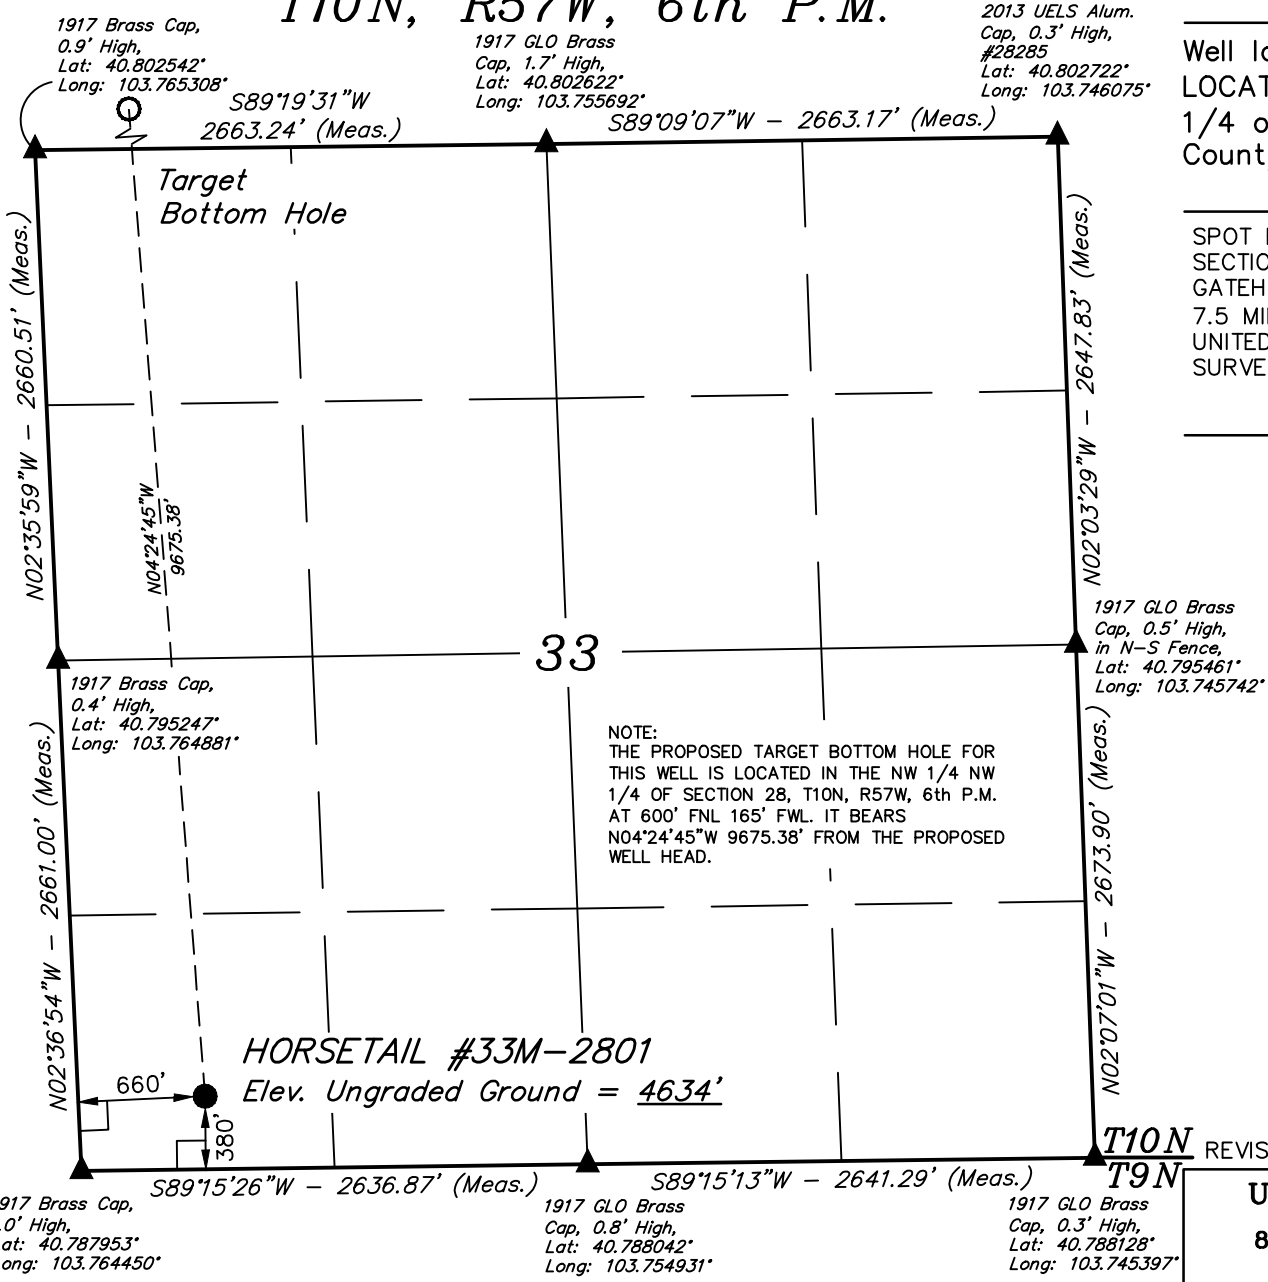 T10N, R57W, 6th P.M.
1917 Brass Cap,
0.9' High,
Lat: 40.802542°
Long: 103.765308°
1917 GLO Brass
Cap, 1.7' High,
Lat: 40.802622°
Long: 103.755692°
2013 UELS Alum.
Cap, 0.3' High,
#28285
Lat: 40.802722°
Long: 103.746075°
S89°19'31"W
2663.24' (Meas.)
S89°09'07"W – 2663.17' (Meas.)
Target
Bottom Hole
N02°35'59"W – 2660.51' (Meas.)
N04°24'45"W
9675.38'
N02°03'29"W – 2647.83' (Meas.)
33
1917 GLO Brass
Cap, 0.5' High,
in N–S Fence,
Lat: 40.795461°
Long: 103.745742°
1917 Brass Cap,
0.4' High,
Lat: 40.795247°
Long: 103.764881°
NOTE:
THE PROPOSED TARGET BOTTOM HOLE FOR
THIS WELL IS LOCATED IN THE NW 1/4 NW
1/4 OF SECTION 28, T10N, R57W, 6th P.M.
AT 600' FNL 165' FWL. IT BEARS
N04°24'45"W 9675.38' FROM THE PROPOSED
WELL HEAD.
N02°36'54"W – 2661.00' (Meas.)
N02°07'01"W – 2673.90' (Meas.)
HORSETAIL #33M–2801
Elev. Ungraded Ground = 4634'
660'
380'
S89°15'26"W – 2636.87' (Meas.)
S89°15'13"W – 2641.29' (Meas.)
T10N
T9N
917 Brass Cap,
.0' High,
at: 40.787953°
ong: 103.764450°
1917 GLO Brass
Cap, 0.8' High,
Lat: 40.788042°
Long: 103.754931°
1917 GLO Brass
Cap, 0.3' High,
Lat: 40.788128°
Long: 103.745397°
Well lo
LOCAT
1/4 o
Count
SPOT
SECTIO
GATEH
7.5 MI
UNITED
SURVE
REVIS
U
8